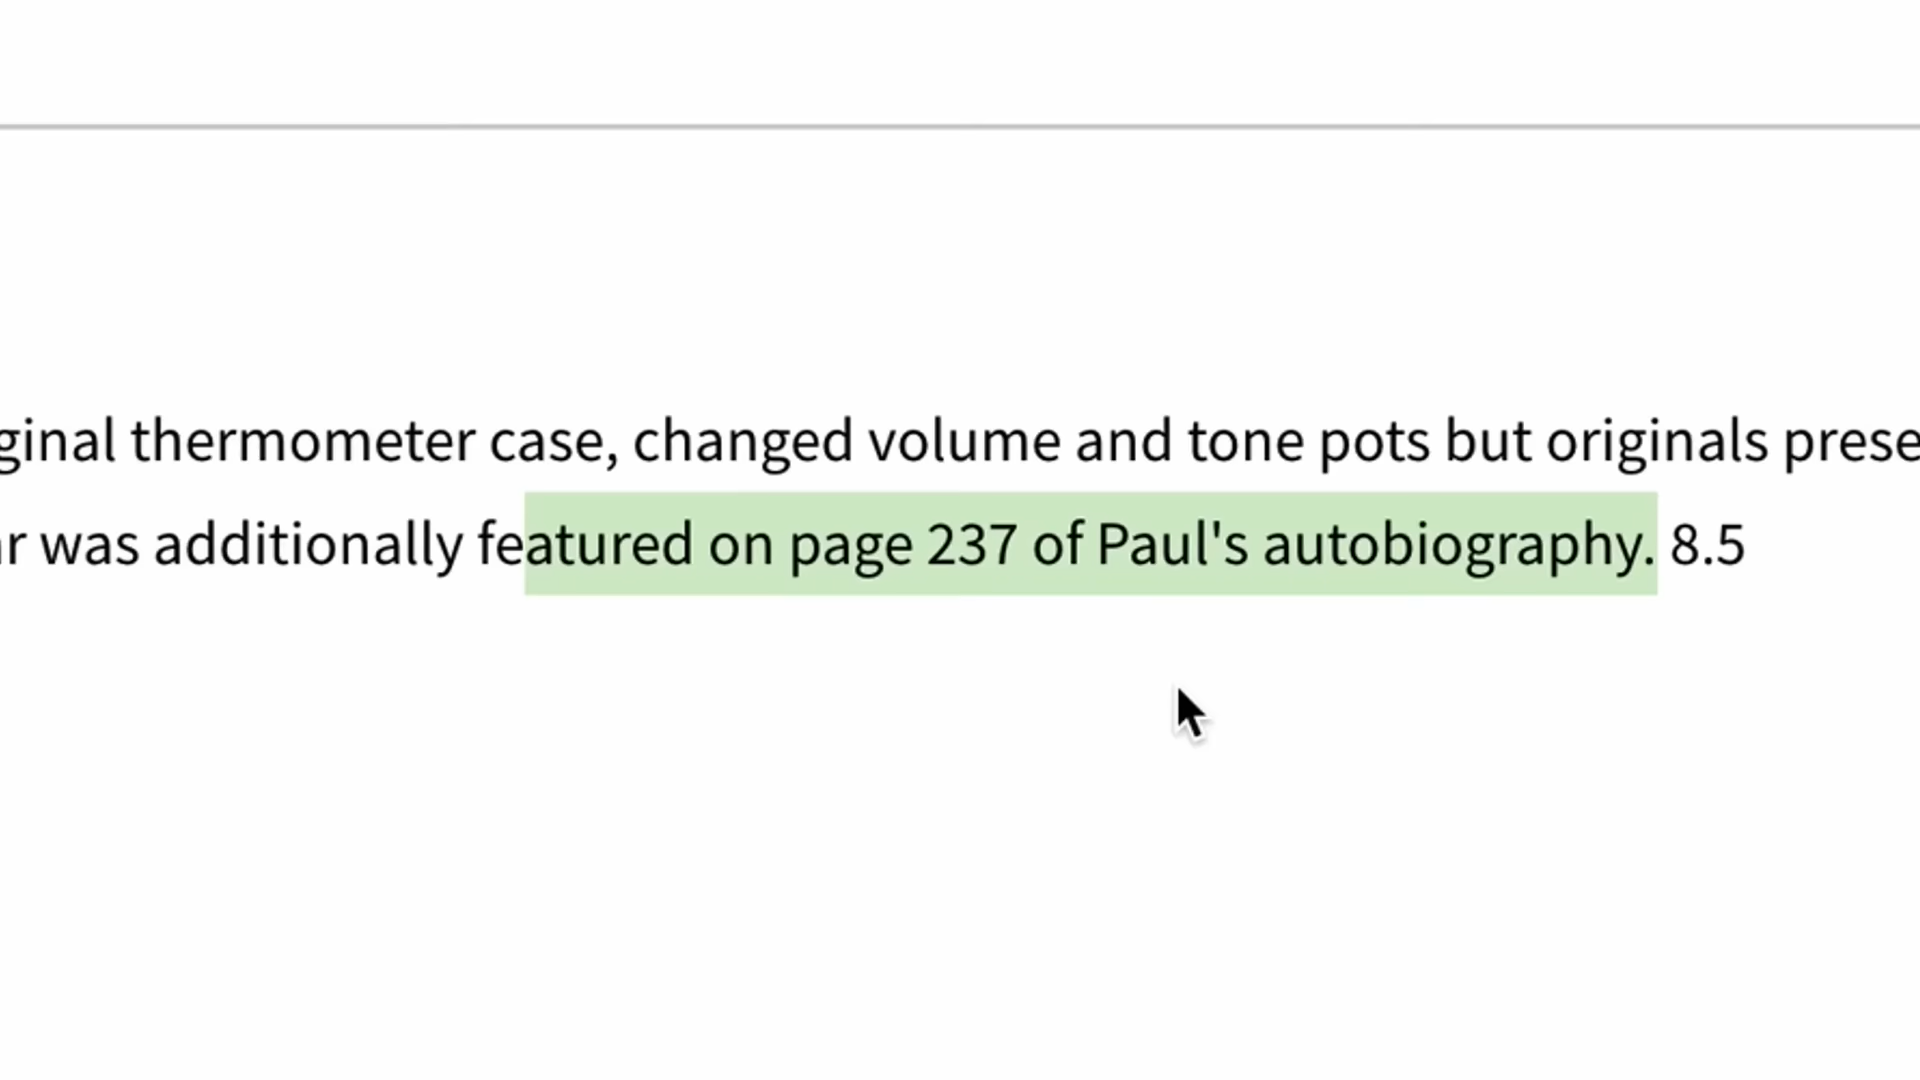 ginal thermometer case, changed volume and tone pots but originals prese
r was additionally featured on page 237 of Paul's autobiography. 8.5